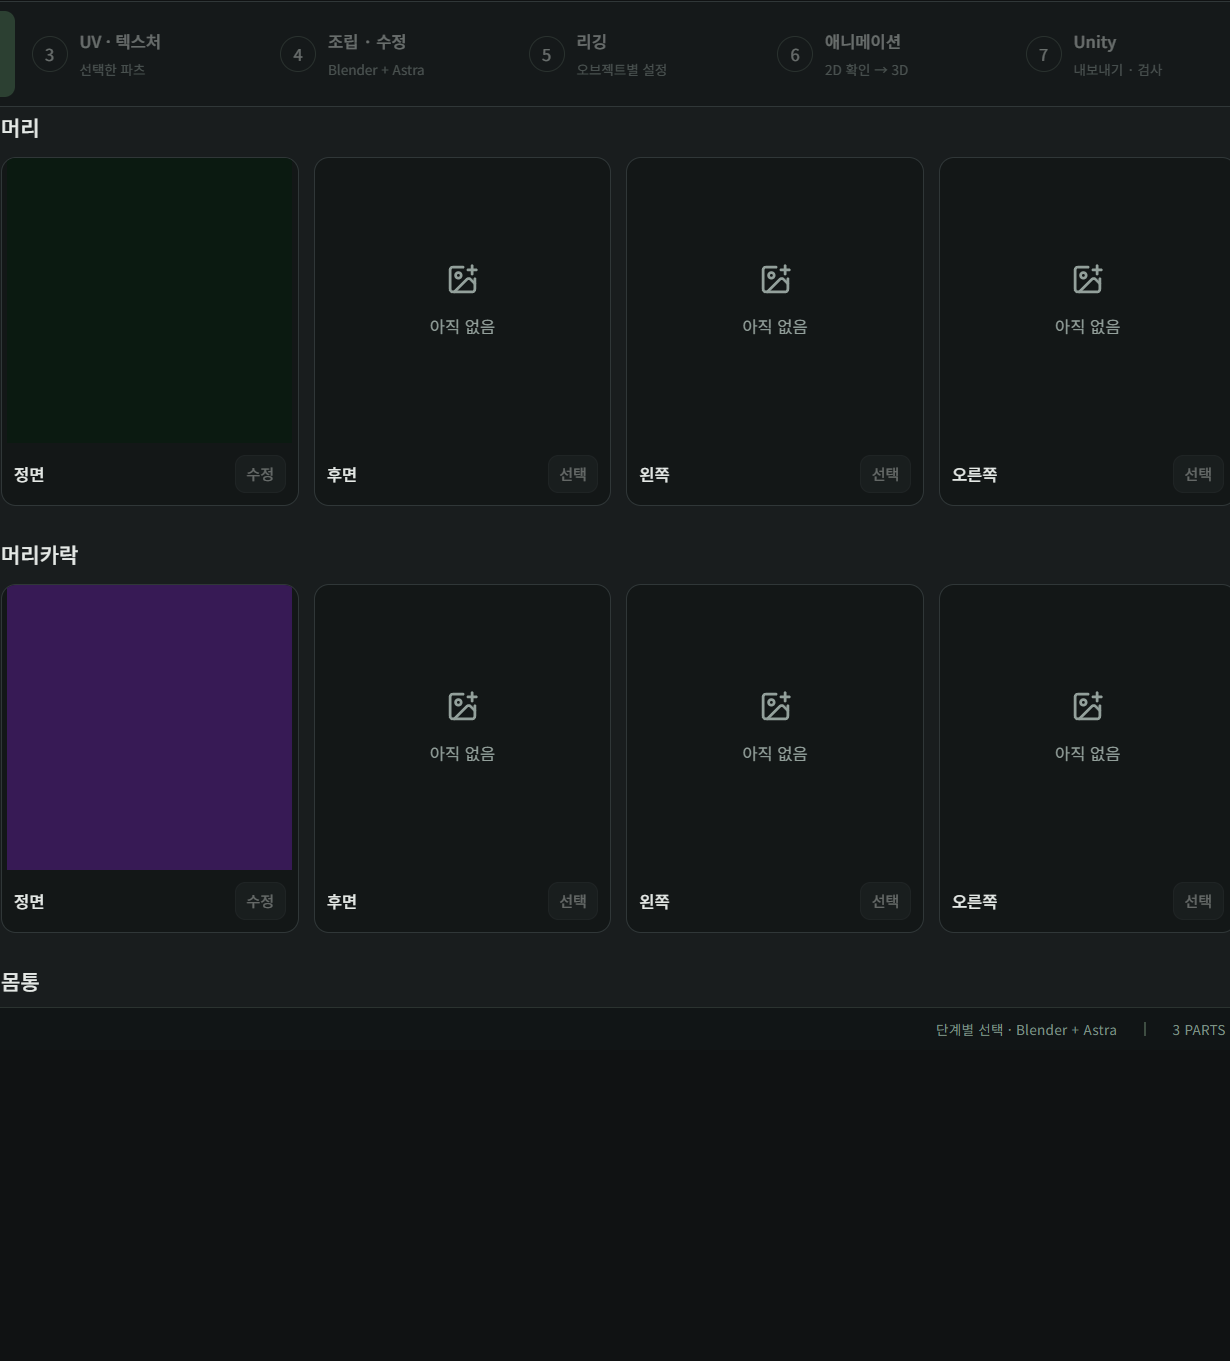 3 UV · 텍스처
선택한 파츠
4 조립 · 수정
Blender + Astra
5 리깅
오브젝트별 설정
6 애니메이션
2D 확인 → 3D
7 Unity
내보내기 · 검사
머리
아직 없음
아직 없음
아직 없음
정면 수정
후면 선택
왼쪽 선택
오른쪽 선택
머리카락
아직 없음
아직 없음
아직 없음
정면 수정
후면 선택
왼쪽 선택
오른쪽 선택
몸통
단계별 선택 · Blender + Astra | 3 PARTS